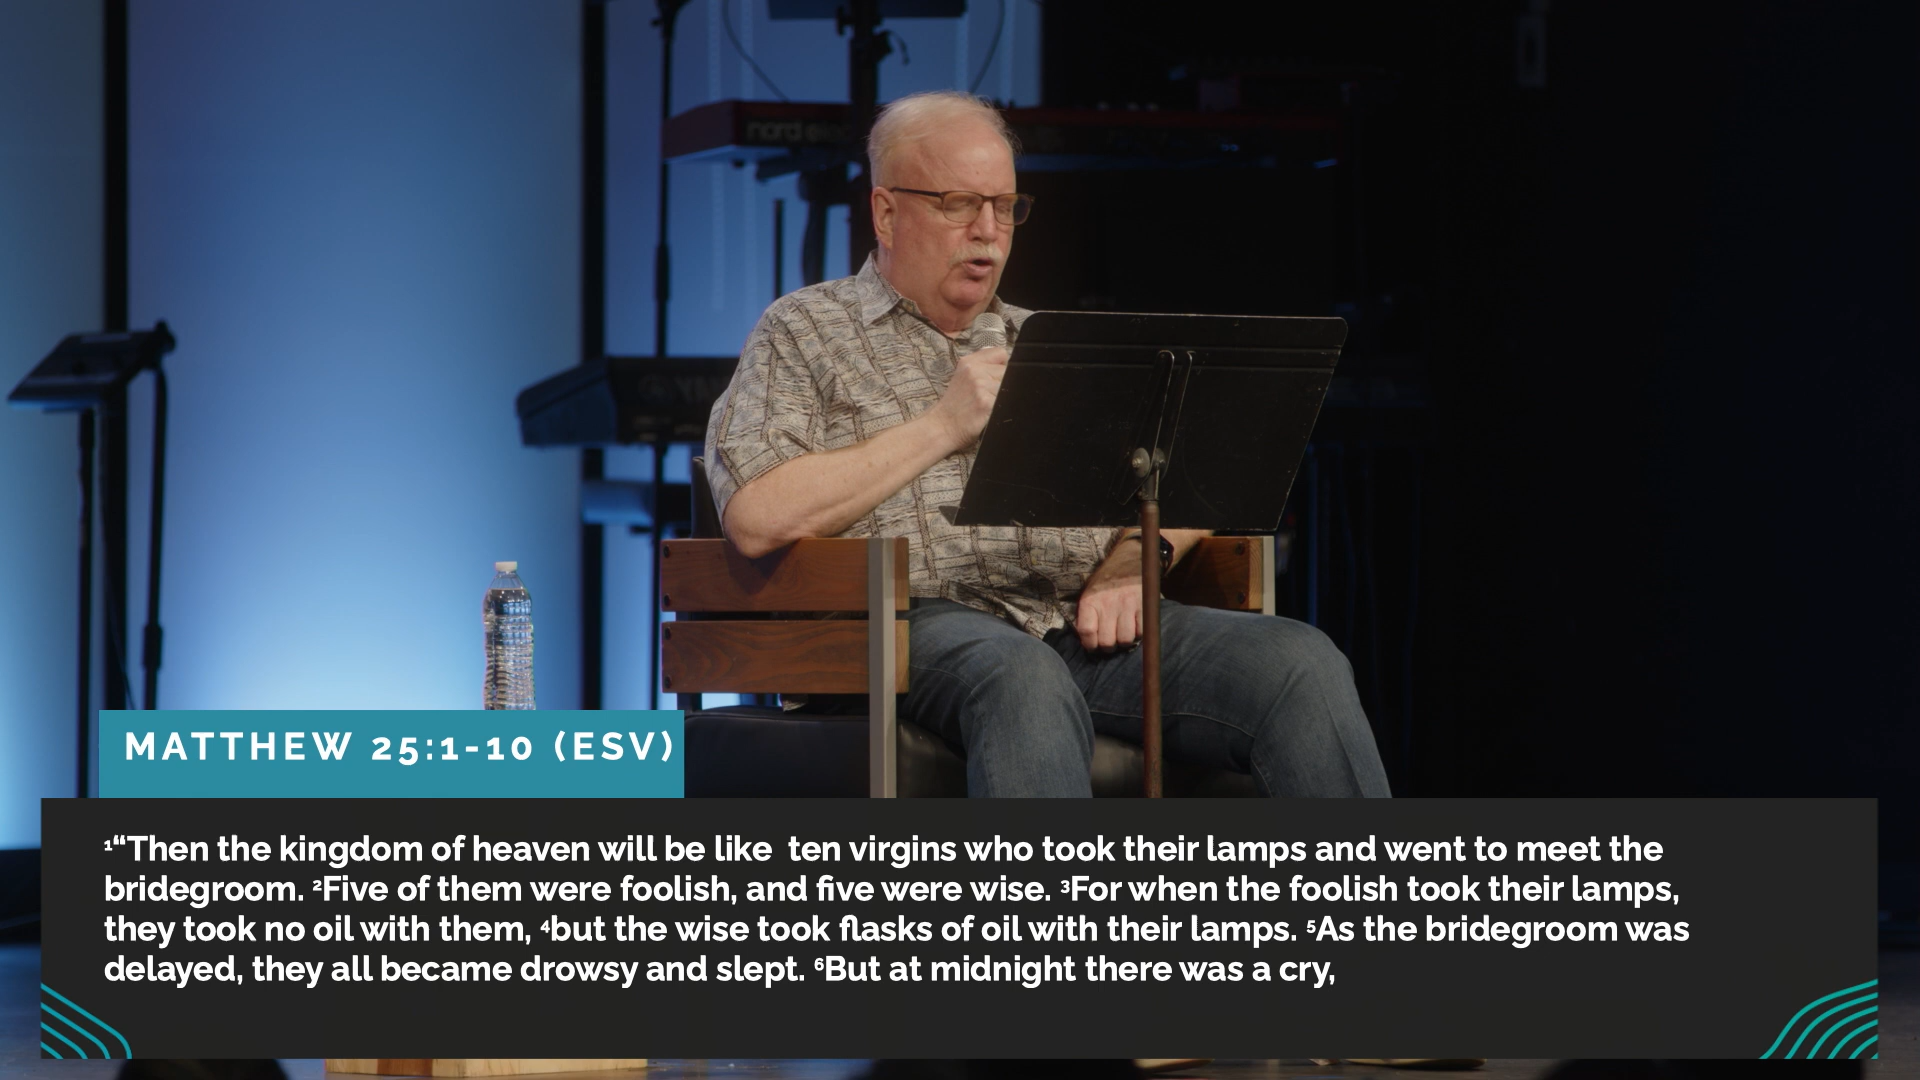 nord ele
MATTHEW 25:1-10 (ESV)
¹“Then the kingdom of heaven will be like  ten virgins who took their lamps and went to meet the
bridegroom. ²Five of them were foolish, and five were wise. ³For when the foolish took their lamps,
they took no oil with them, ⁴but the wise took flasks of oil with their lamps. ⁵As the bridegroom was
delayed, they all became drowsy and slept. ⁶But at midnight there was a cry,